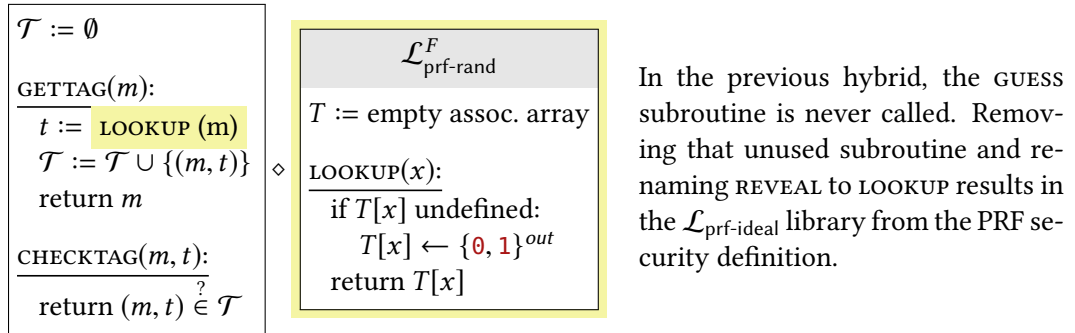 𝒯 := ∅
GETTAG(m):
t := LOOKUP (m)
𝒯 := 𝒯 ∪ {(m, t)}
return m
CHECKTAG(m, t):
return (m, t) ∈? 𝒯
⋄
ℒ^F_prf-rand
T := empty assoc. array
LOOKUP(x):
if T[x] undefined:
T[x] ← {0, 1}^out
return T[x]
In the previous hybrid, the GUESS
subroutine is never called. Remov-
ing that unused subroutine and re-
naming REVEAL to LOOKUP results in
the ℒ_prf-ideal library from the PRF se-
curity definition.